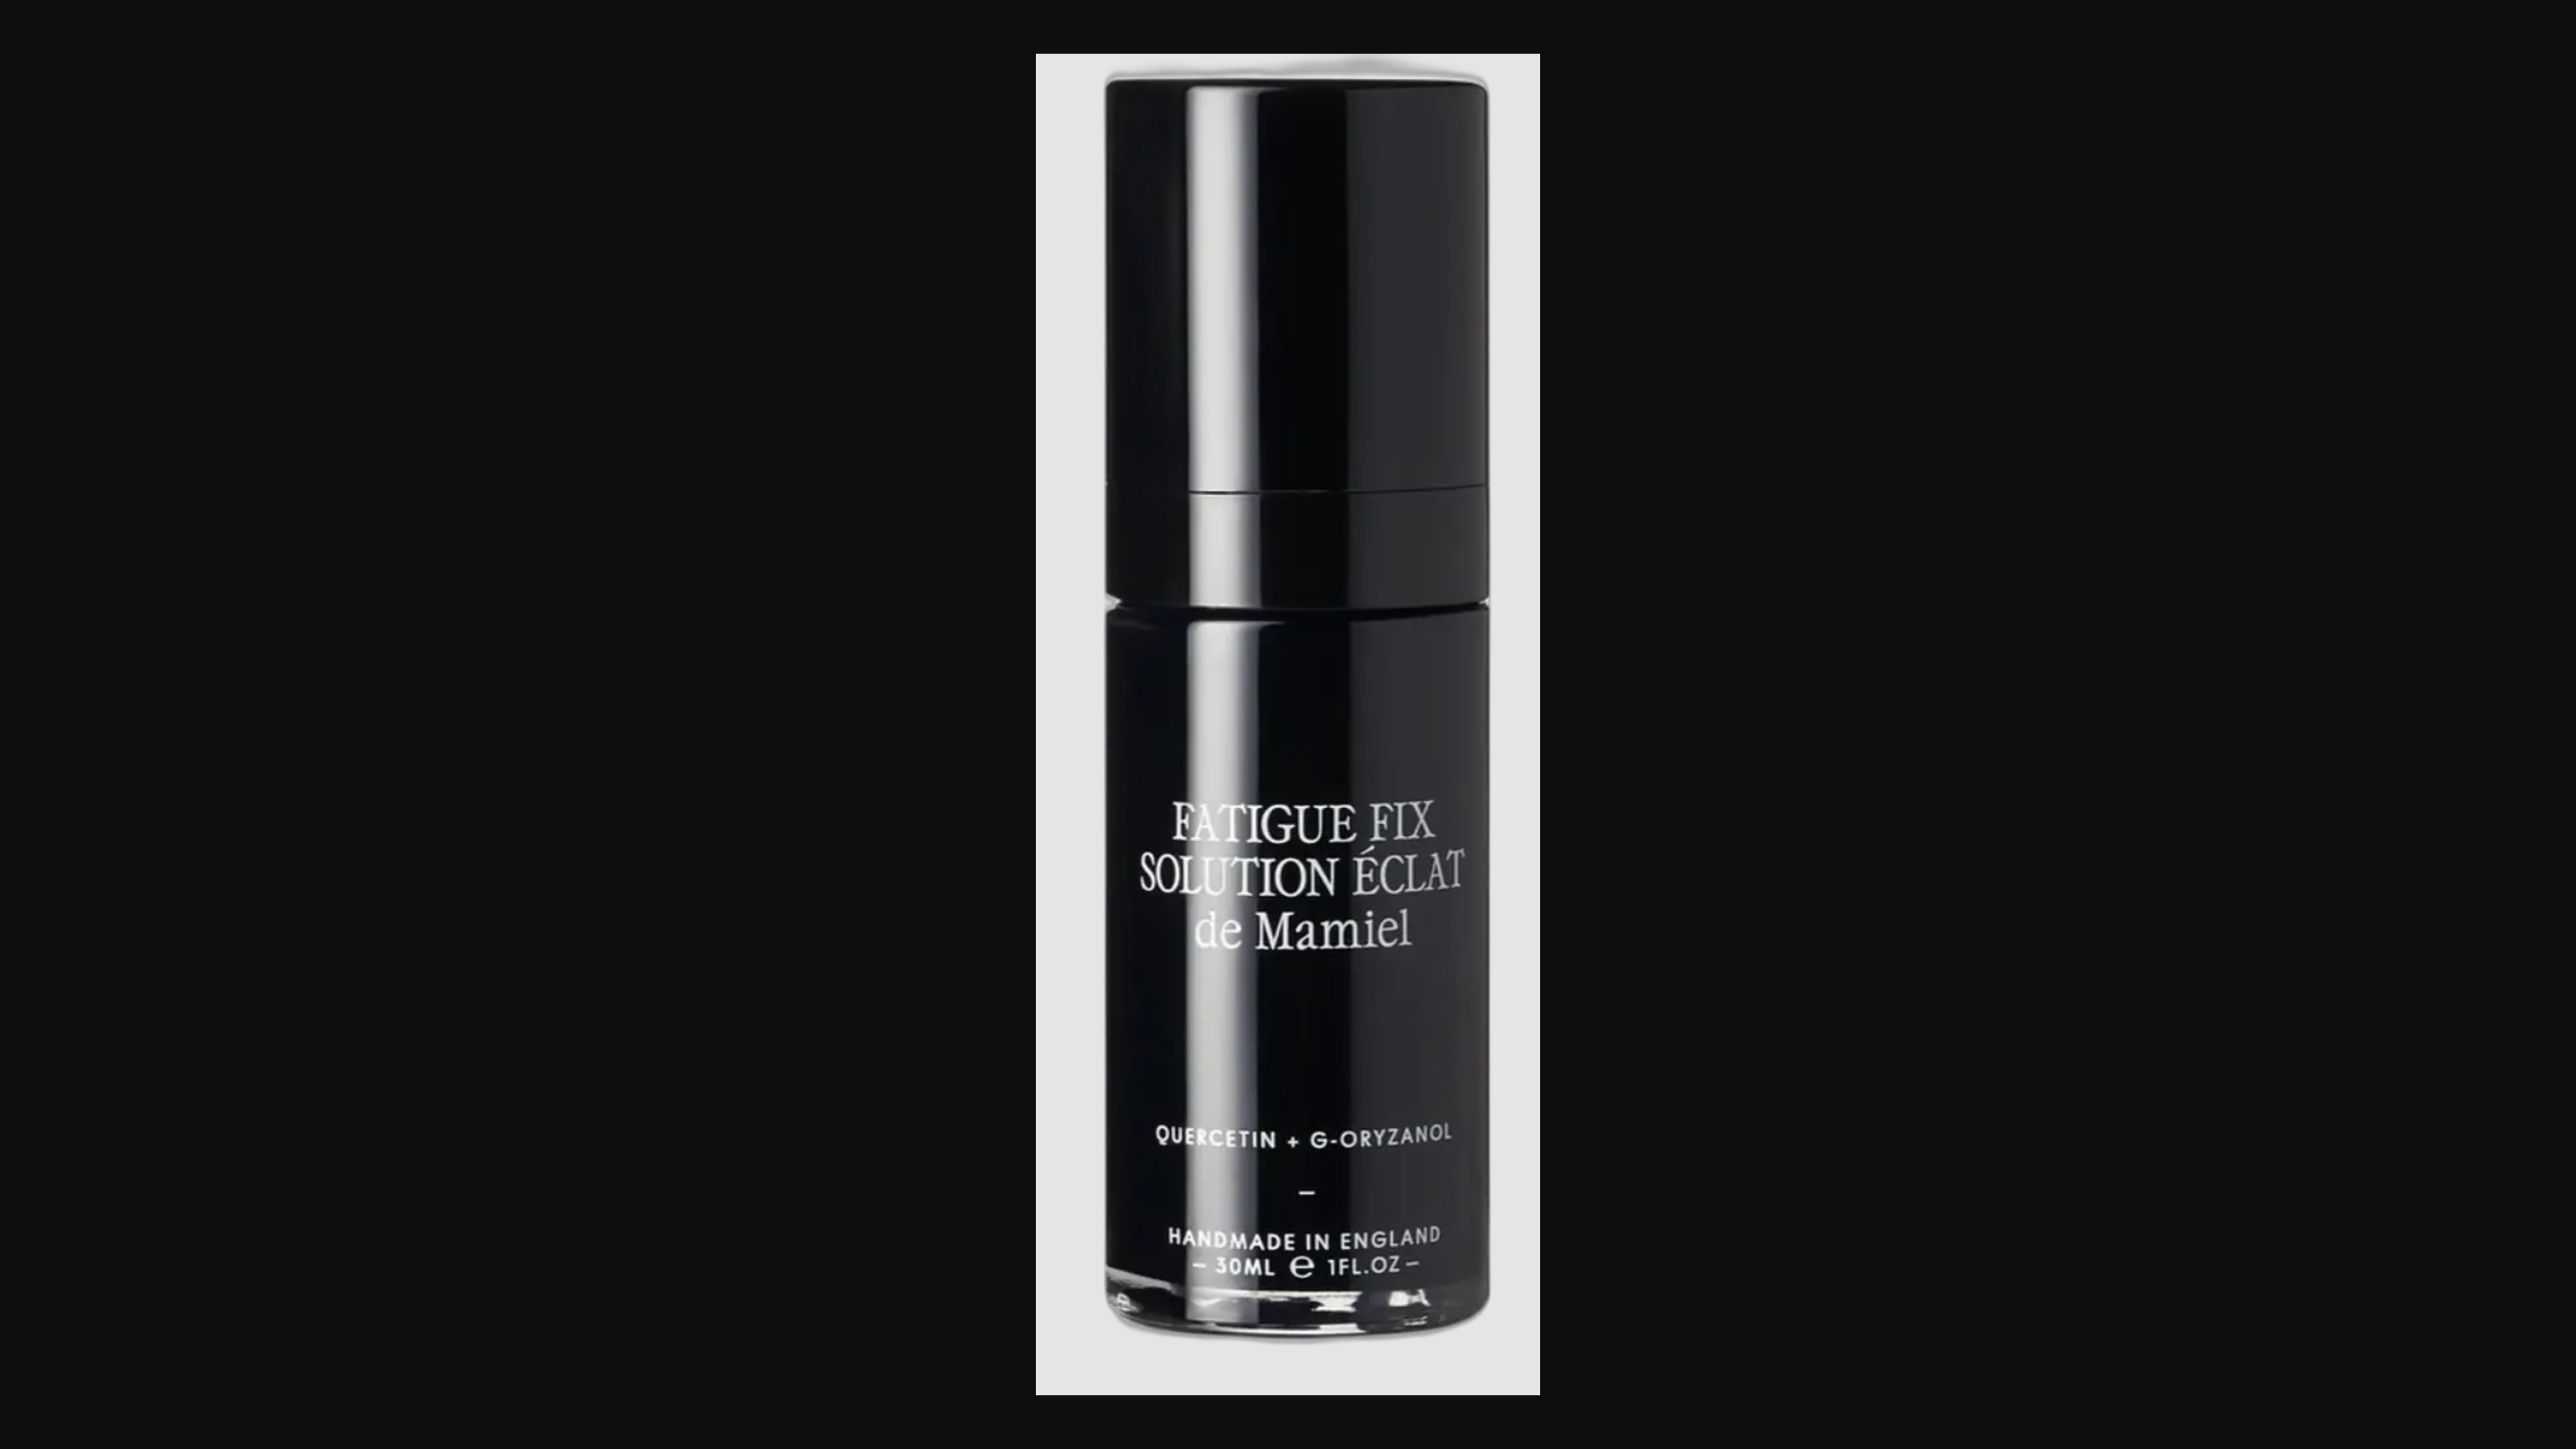 FATIGUE FIX
SOLUTION ÉCLAT
de Mamiel
QUERCETIN + G-ORYZANOL
–
HANDMADE IN ENGLAND
– 30ML ℮ 1FL.OZ –